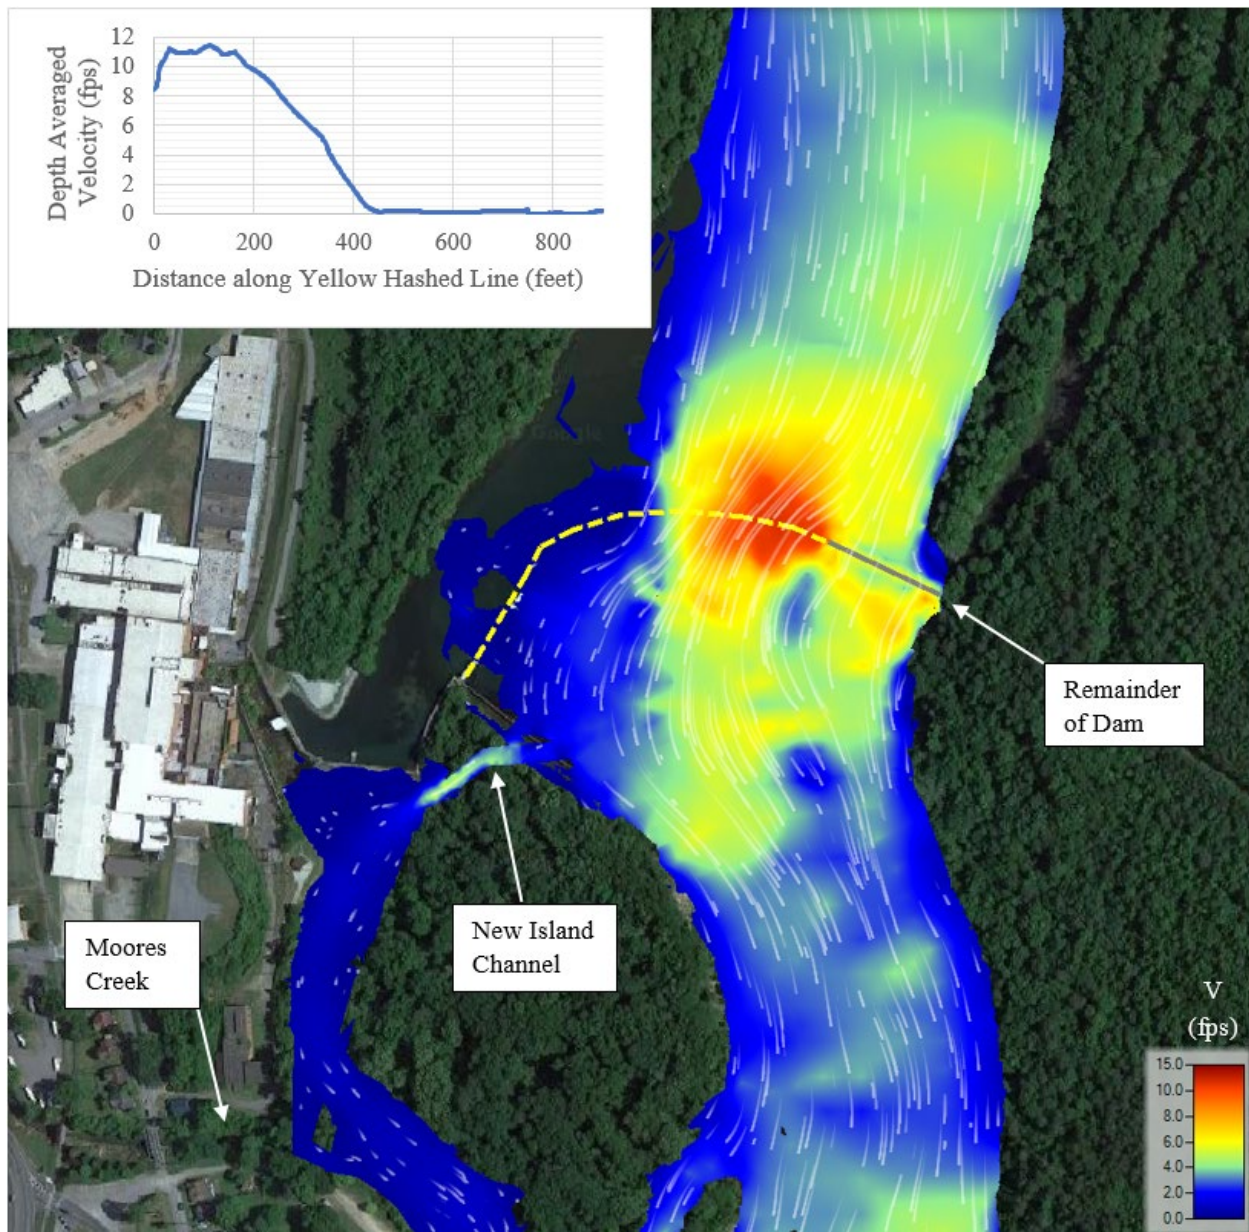 12
10
8
6
4
2
0
Depth Averaged
Velocity (fps)
0
200
400
600
800
Distance along Yellow Hashed Line (feet)
Google
Remainder
of Dam
New Island
Channel
Moores
Creek
V
(fps)
15.0
8.0
6.0
4.0
2.0
0.0